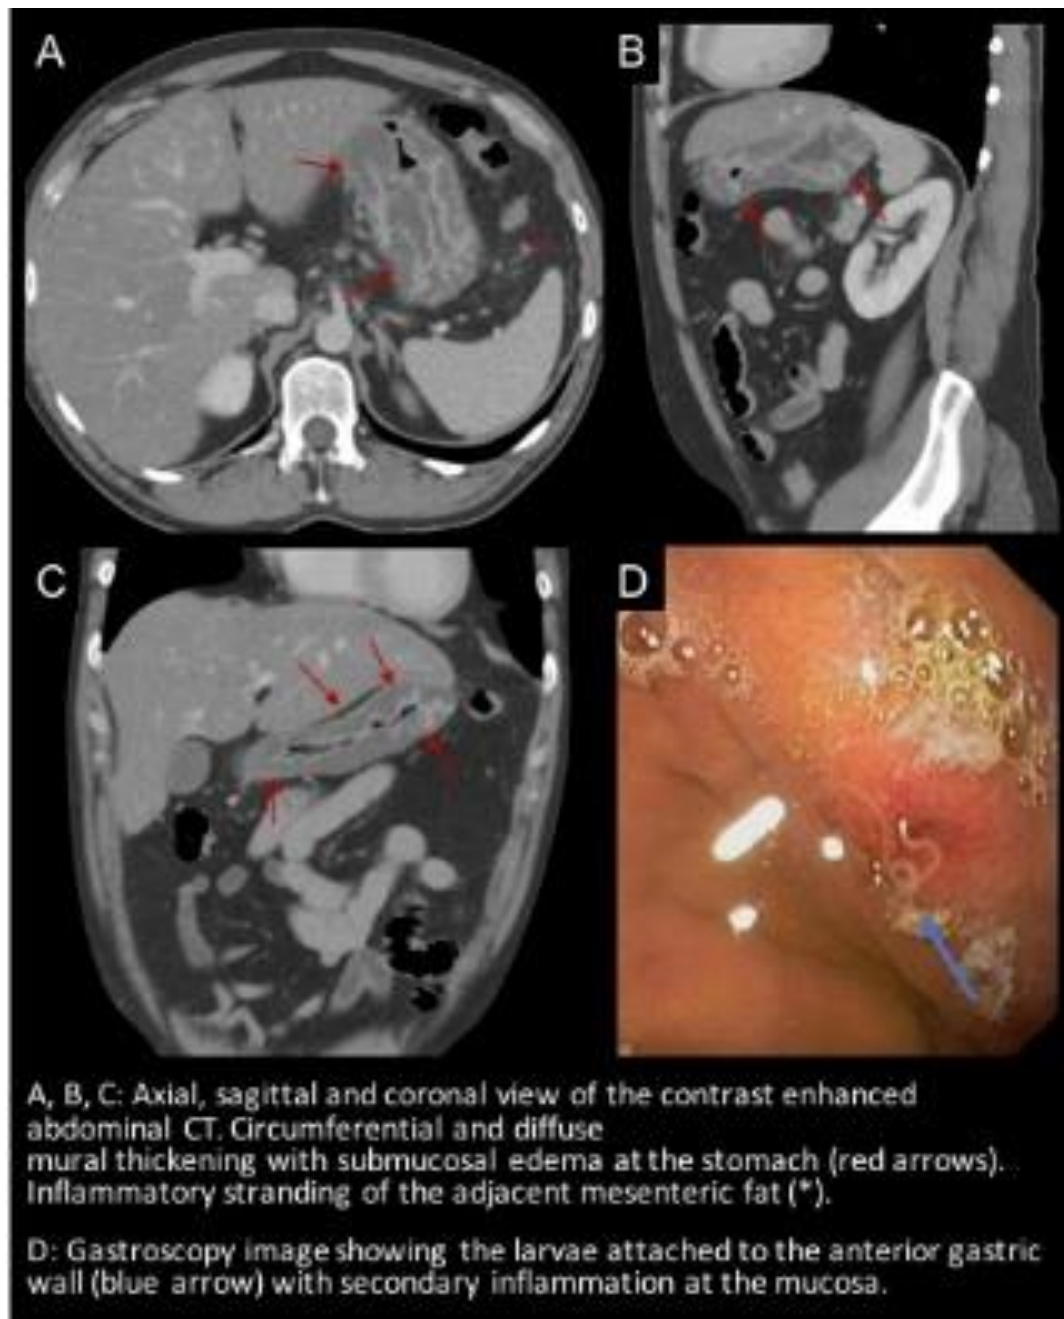 A
B
C
D
A, B, C: Axial, sagittal and coronal view of the contrast enhanced
abdominal CT. Circumferential and diffuse
mural thickening with submucosal edema at the stomach (red arrows).
Inflammatory stranding of the adjacent mesenteric fat (*).
D: Gastroscopy image showing the larvae attached to the anterior gastric
wall (blue arrow) with secondary inflammation at the mucosa.